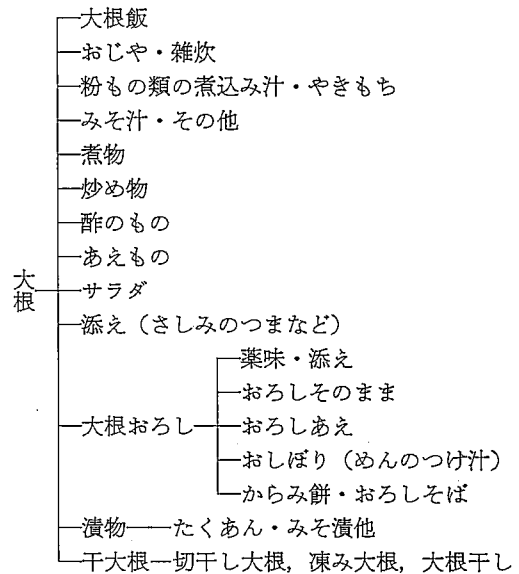 大根飯
おじや・雑炊
粉もの類の煮込み汁・やきもち
みそ汁・その他
煮物
炒め物
酢のもの
あえもの
大根
サラダ
添え（さしみのつまなど）
薬味・添え
おろしそのまま
大根おろし
おろしあえ
おしぼり（めんのつけ汁）
からみ餅・おろしそば
漬物 たくあん・みそ漬他
干大根 切干し大根，凍み大根，大根干し